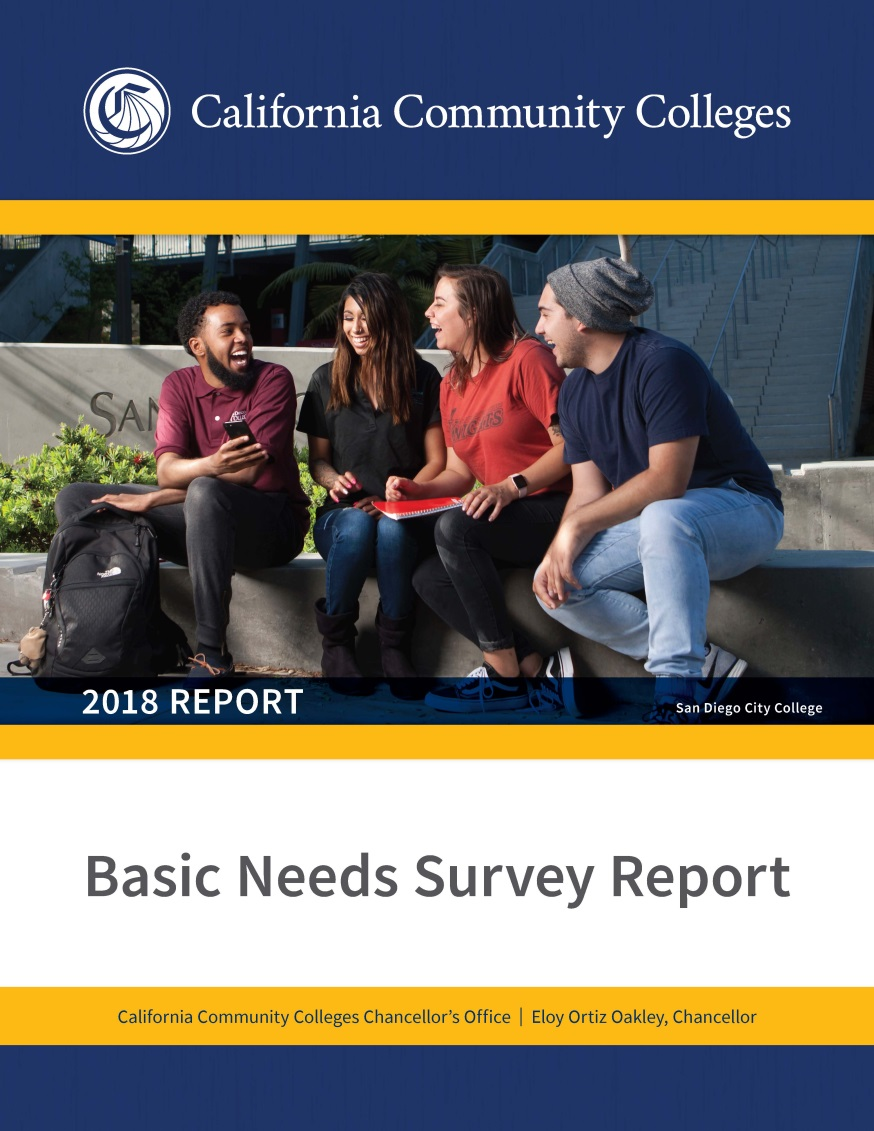 California Community Colleges
SAN
2018 REPORT
San Diego City College
Basic Needs Survey Report
California Community Colleges Chancellor’s Office | Eloy Ortiz Oakley, Chancellor